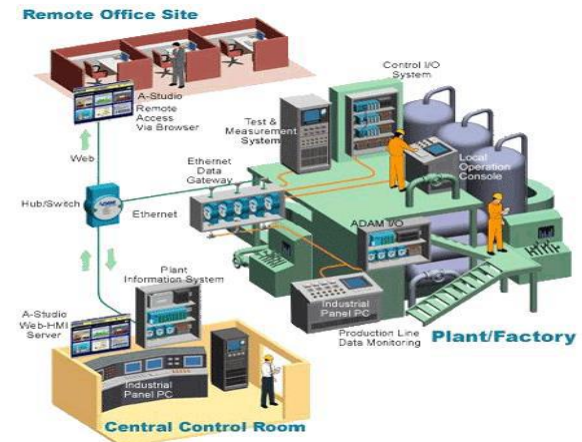 Remote Office Site
A-Studio
Remote
Access
Via Browser
Web
Hub/Switch
Ethernet
Ethernet
Data
Gateway
Test &
Measurement
System
Control I/O
System
Local
Operation
Console
ADAM I/O
Industrial
Panel PC
Production Line
Data Monitoring
Plant/Factory
Plant
Information System
A-Studio
Web-HMI
Server
Industrial
Panel PC
Central Control Room